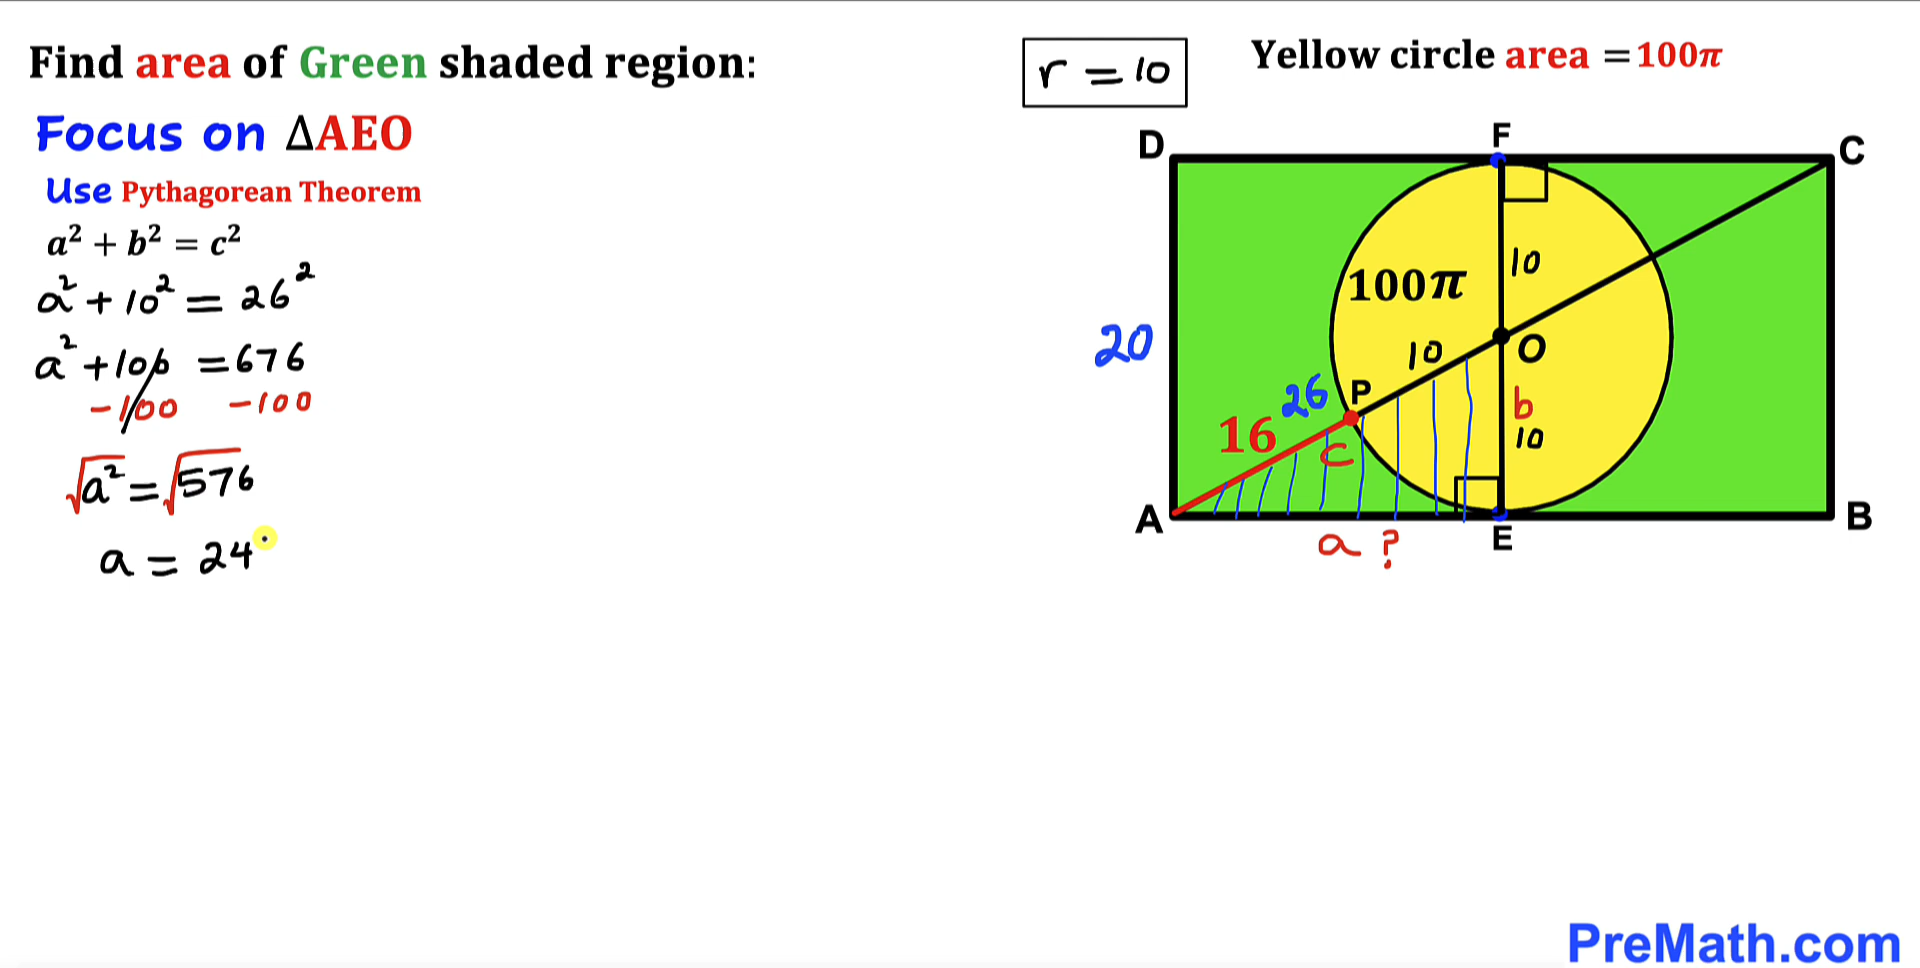 Find area of Green shaded region:
Focus on ΔAEO
Use Pythagorean Theorem
a² + b² = c²
a² + 10² = 26²
a² + 100 = 676
-100 -100
√a² = √576
a = 24
r = 10
Yellow circle area = 100π
D
F
C
100π
10
20
10
O
26
P
b
16
c
10
A
B
a ?
E
PreMath.com